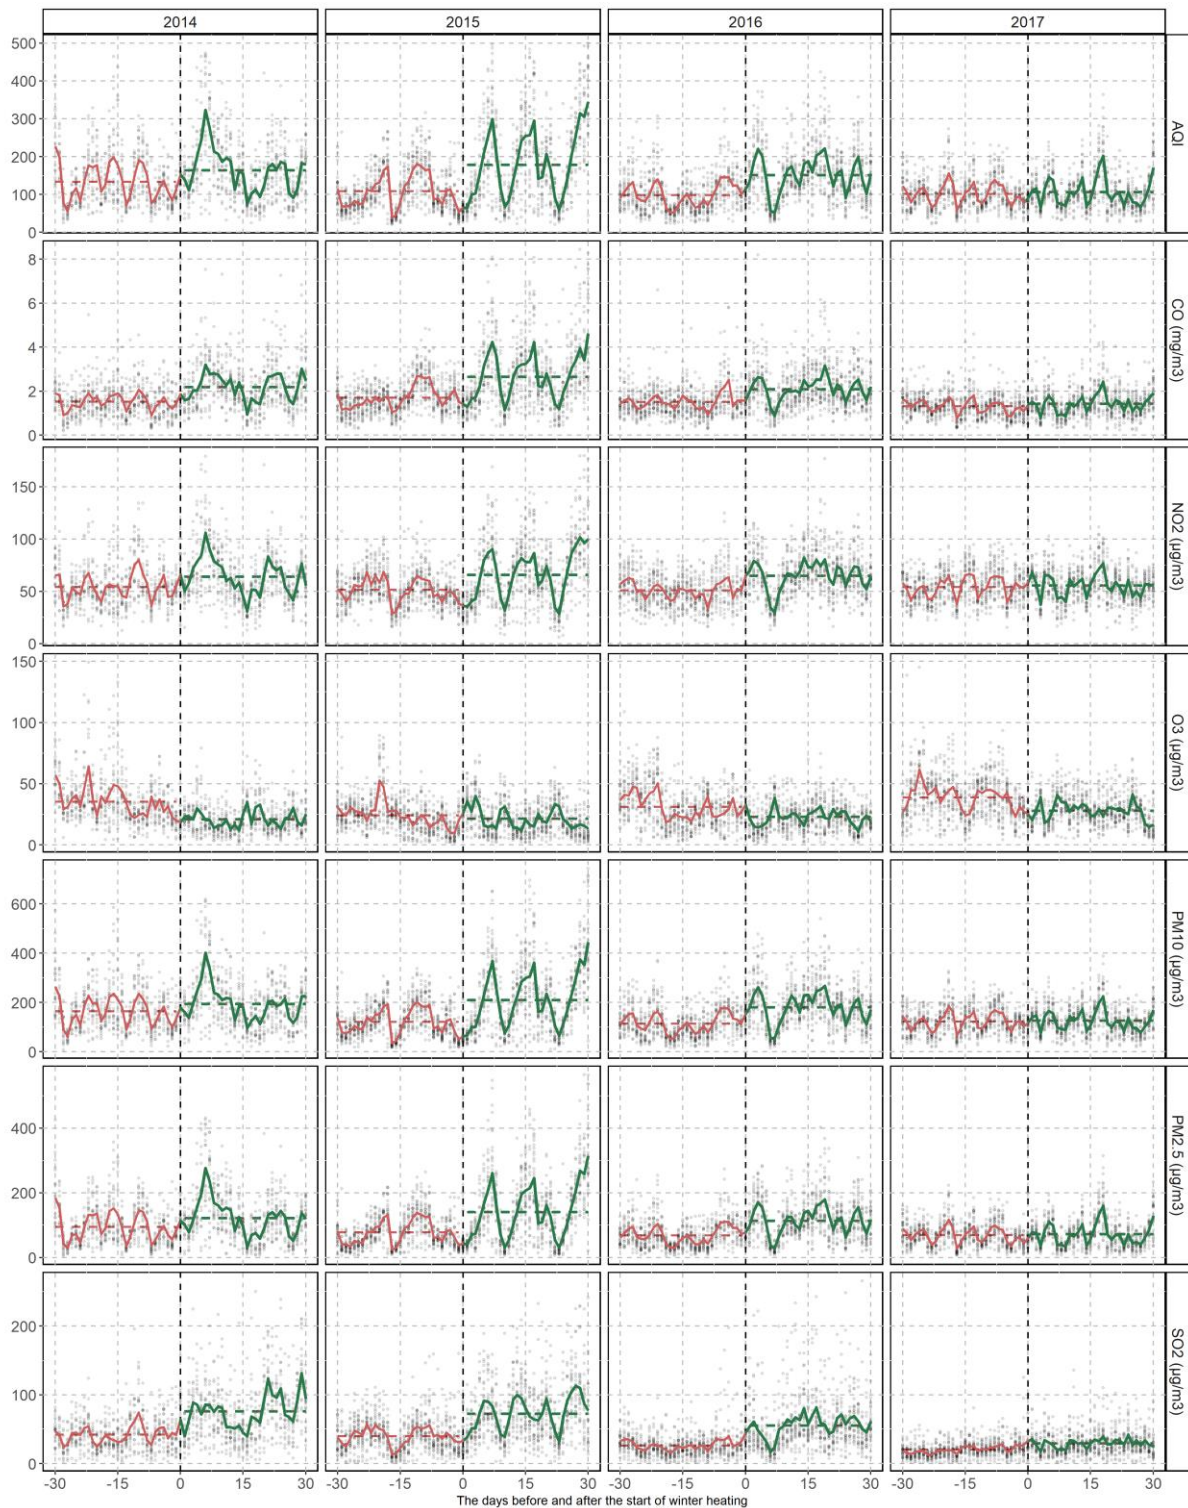 2014 2015 2016 2017
500
400
300
200
100
0
AQI
8
6
4
2
0
CO (mg/m3)
150
100
50
0
NO2 (µg/m3)
150
100
50
0
O3 (µg/m3)
600
400
200
0
PM10 (µg/m3)
400
200
0
PM2.5 (µg/m3)
200
100
0
SO2 (µg/m3)
-30 -15 0 15 30 -30 -15 0 15 30 -30 -15 0 15 30 -30 -15 0 15 30
The days before and after the start of winter heating